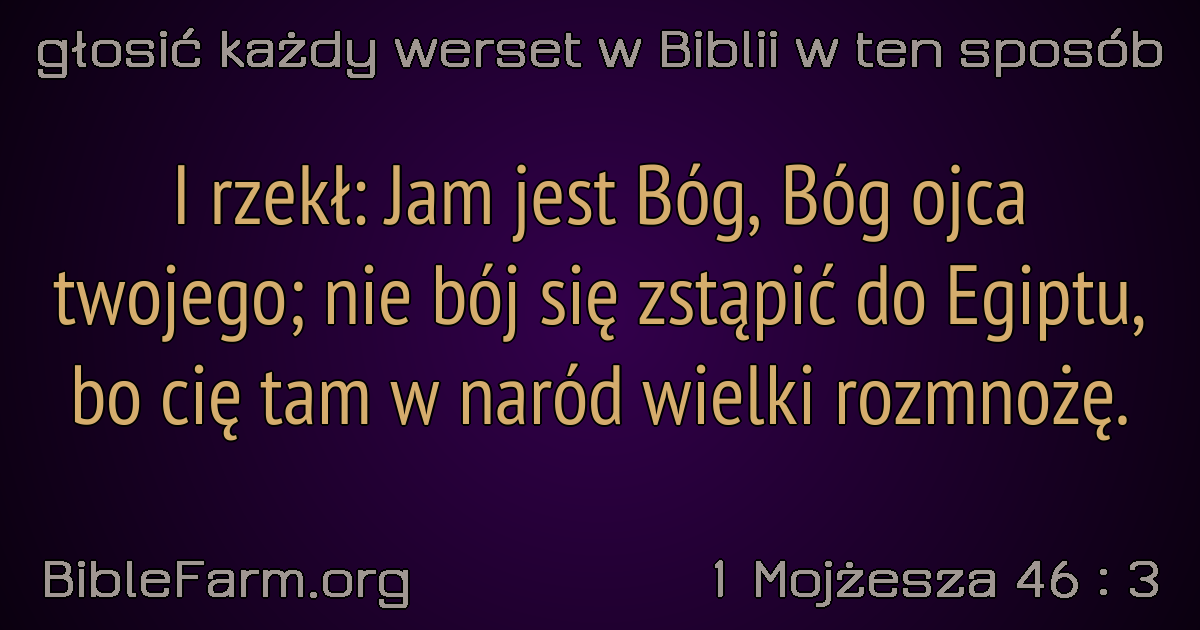 głosić każdy werset w Biblii w ten sposób
I rzekł: Jam jest Bóg, Bóg ojca
twojego; nie bój się zstąpić do Egiptu,
bo cię tam w naród wielki rozmnożę.
BibleFarm.org
1 Mojżesza 46 : 3